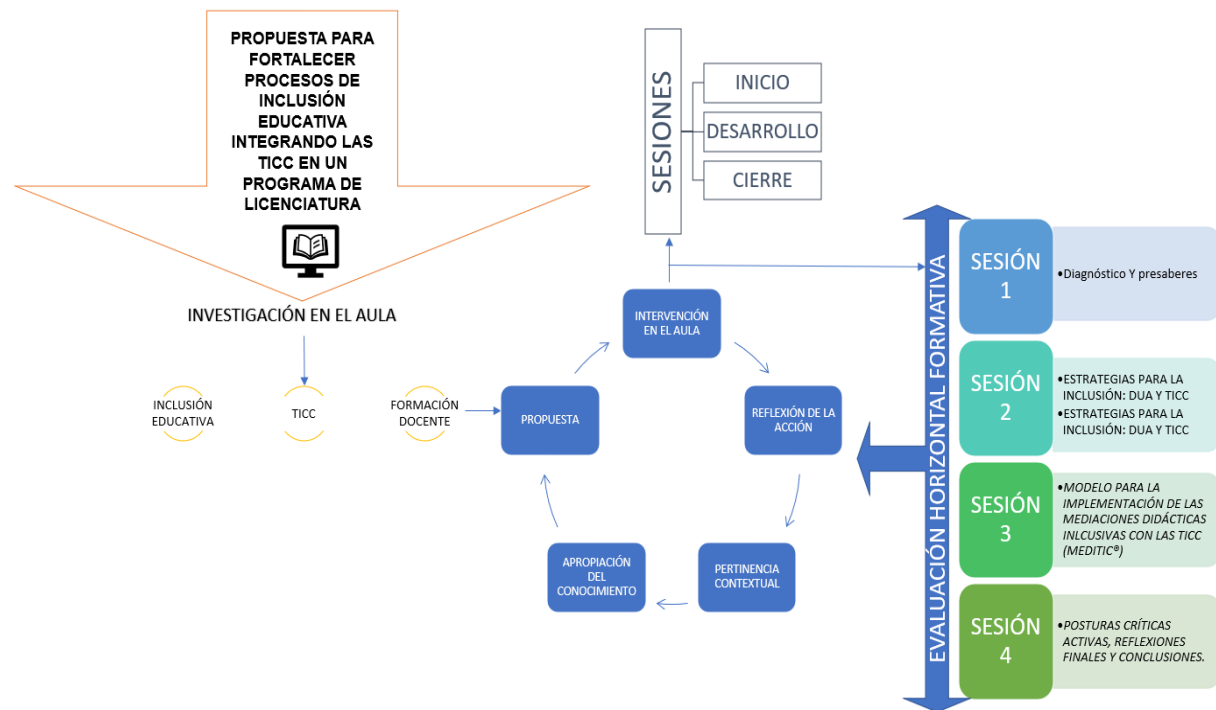 PROPUESTA PARA
FORTALECER
PROCESOS DE
INCLUSIÓN
EDUCATIVA
INTEGRANDO LAS
TICC EN UN
PROGRAMA DE
LICENCIATURA
INVESTIGACIÓN EN EL AULA
INCLUSIÓN
EDUCATIVA
TICC
FORMACIÓN
DOCENTE
PROPUESTA
INTERVENCIÓN
EN EL AULA
REFLEXIÓN DE LA
ACCIÓN
PERTINENCIA
CONTEXTUAL
APROPIACIÓN
DEL
CONOCIMIENTO
SESIONES
INICIO
DESARROLLO
CIERRE
EVALUACIÓN HORIZONTAL FORMATIVA
SESIÓN
1
•Diagnóstico Y presaberes
SESIÓN
2
•ESTRATEGIAS PARA LA
INCLUSIÓN: DUA Y TICC
•ESTRATEGIAS PARA LA
INCLUSIÓN: DUA Y TICC
SESIÓN
3
•MODELO PARA LA
IMPLEMENTACIÓN DE LAS
MEDIACIONES DIDÁCTICAS
INLCUSIVAS CON LAS TICC
(MEDITIC®)
SESIÓN
4
•POSTURAS CRÍTICAS
ACTIVAS, REFLEXIONES
FINALES Y CONCLUSIONES.